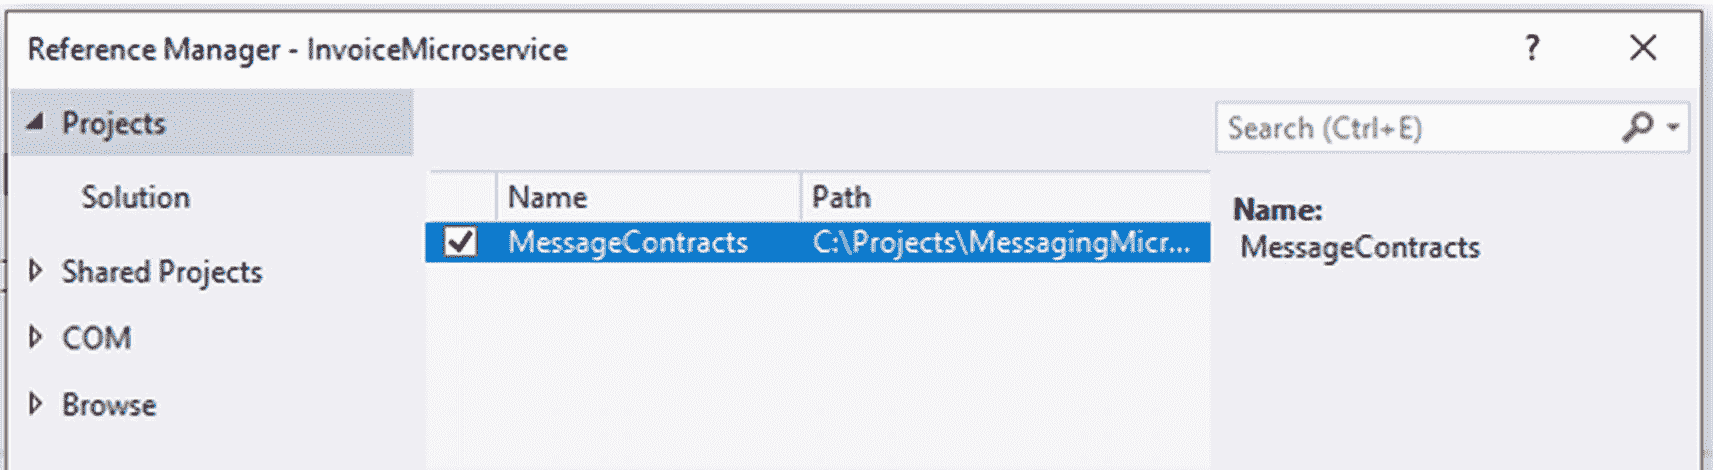 Reference Manager - InvoiceMicroservice
?
Projects
Search (Ctrl+E)
Solution
Name Path
Name:
MessageContracts C:\Projects\MessagingMicr...
MessageContracts
Shared Projects
COM
Browse